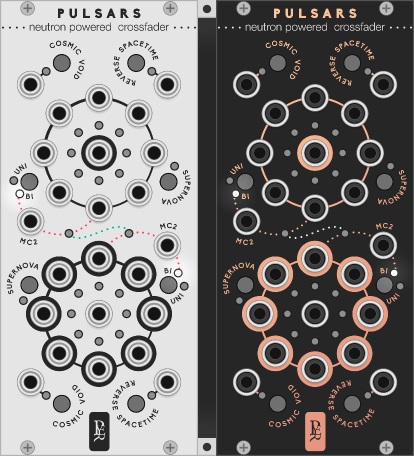 PULSARS
neutron powered crossfader
COSMIC VOID
REVERSE SPACETIME
UNI
BI
SUPERNOVA
MC2
MC2
SUPERNOVA
BI
UNI
COSMIC VOID
REVERSE SPACETIME
PULSARS
neutron powered crossfader
COSMIC VOID
REVERSE SPACETIME
UNI
BI
SUPERNOVA
MC2
MC2
SUPERNOVA
BI
UNI
COSMIC VOID
REVERSE SPACETIME